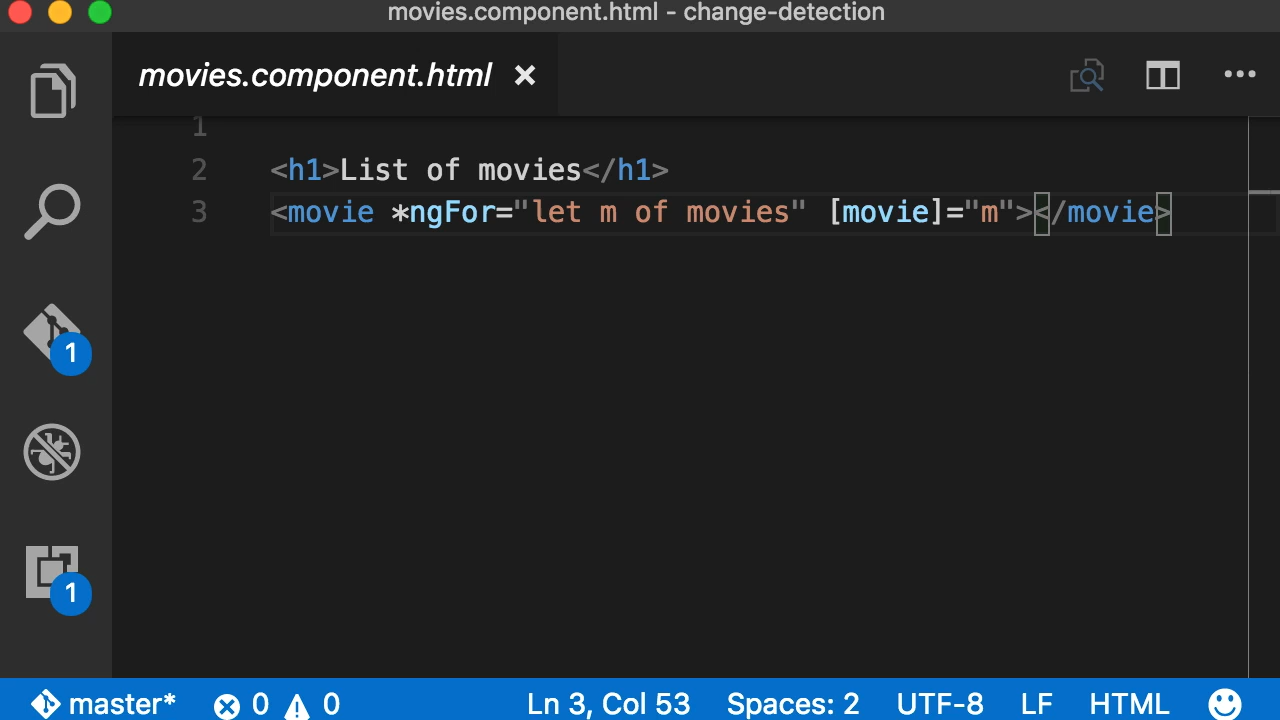 movies.component.html - change-detection
movies.component.html
1
2 <h1>List of movies</h1>
3 <movie *ngFor="let m of movies" [movie]="m"></movie>
1
1
master* 0 0 Ln 3, Col 53 Spaces: 2 UTF-8 LF HTML